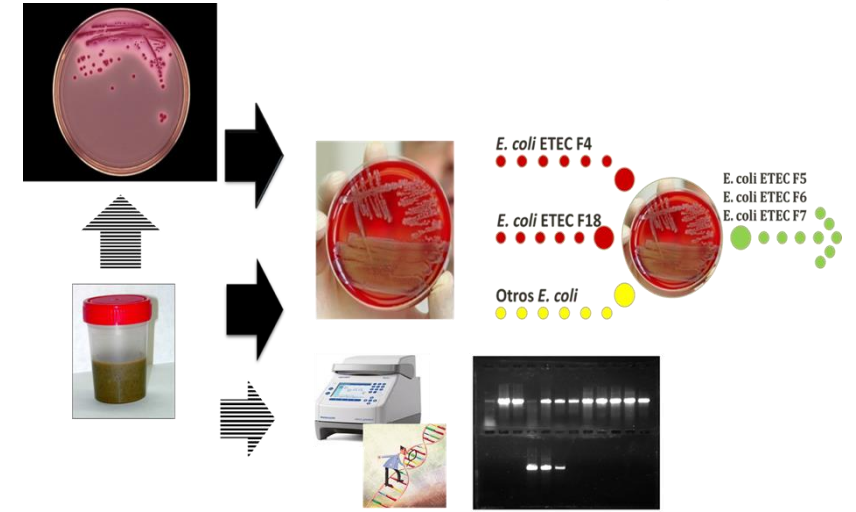 E. coli ETEC F4
E. coli ETEC F18
Otros E. coli
E. coli ETEC F5
E. coli ETEC F6
E. coli ETEC F7